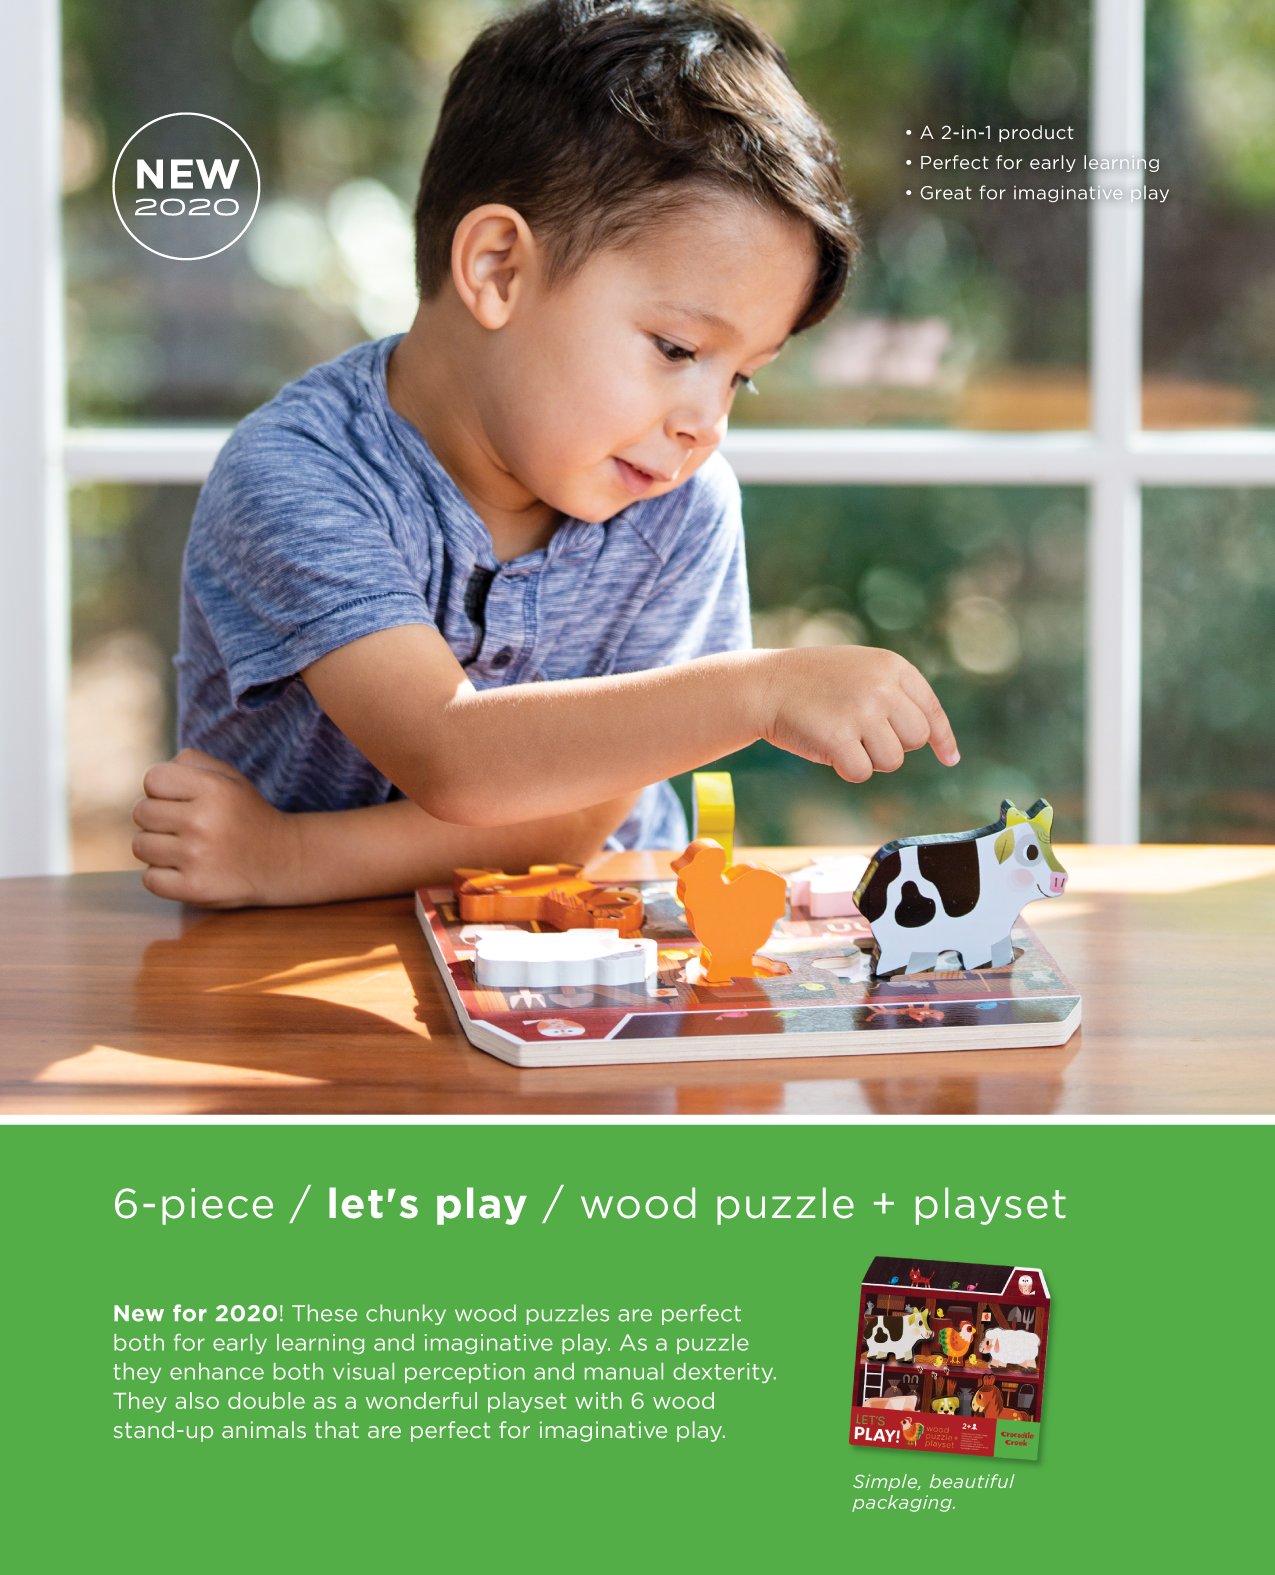 NEW
2020
• A 2-in-1 product
• Perfect for early learning
• Great for imaginative play
6-piece / let's play / wood puzzle + playset
New for 2020! These chunky wood puzzles are perfect
both for early learning and imaginative play. As a puzzle
they enhance both visual perception and manual dexterity.
They also double as a wonderful playset with 6 wood
stand-up animals that are perfect for imaginative play.
LET'S
PLAY!
wood
puzzle+
playset
2+
Crocodile
Creek
Simple, beautiful
packaging.